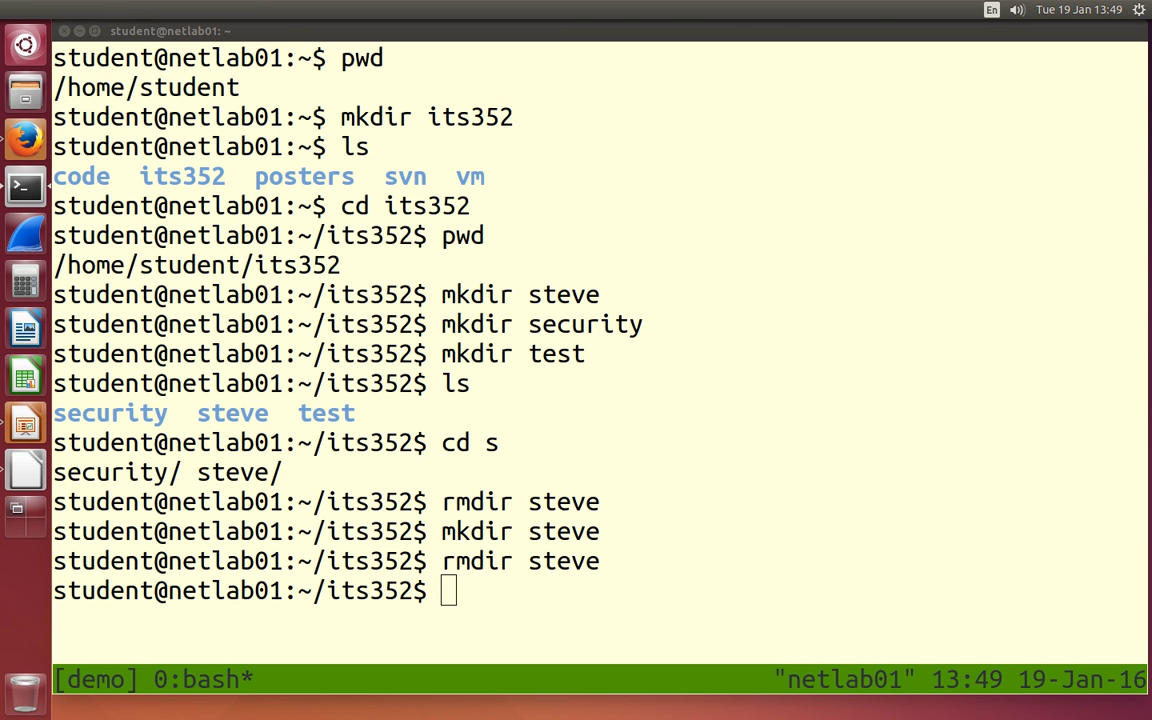 En Tue 19 Jan 13:49
student@netlab01: ~
student@netlab01:~$ pwd
/home/student
student@netlab01:~$ mkdir its352
student@netlab01:~$ ls
code its352 posters svn vm
student@netlab01:~$ cd its352
student@netlab01:~/its352$ pwd
/home/student/its352
student@netlab01:~/its352$ mkdir steve
student@netlab01:~/its352$ mkdir security
student@netlab01:~/its352$ mkdir test
student@netlab01:~/its352$ ls
security steve test
student@netlab01:~/its352$ cd s
security/ steve/
student@netlab01:~/its352$ rmdir steve
student@netlab01:~/its352$ mkdir steve
student@netlab01:~/its352$ rmdir steve
student@netlab01:~/its352$
[demo] 0:bash* "netlab01" 13:49 19-Jan-16